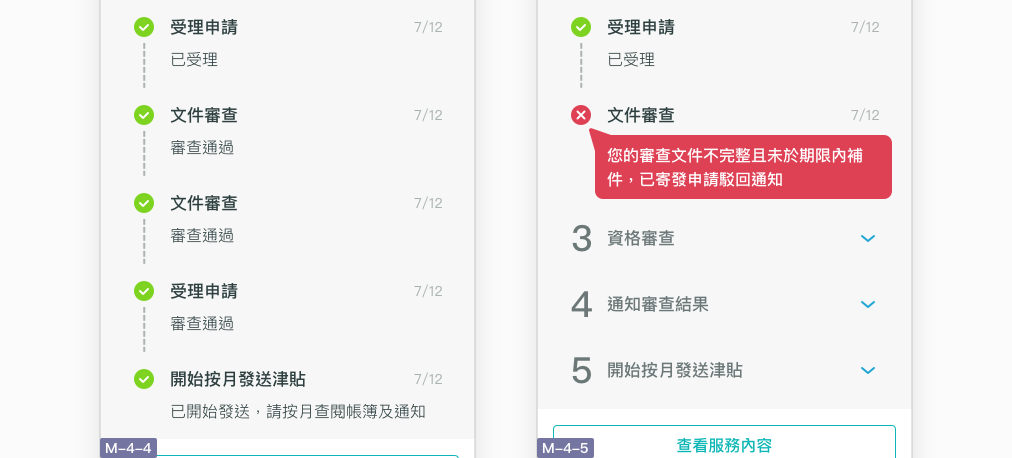 受理申請 7/12
已受理
文件審查 7/12
審查通過
文件審查 7/12
審查通過
受理申請 7/12
審查通過
開始按月發送津貼 7/12
已開始發送，請按月查閱帳簿及通知
M-4-4
受理申請 7/12
已受理
文件審查 7/12
您的審查文件不完整且未於期限內補
件，已寄發申請駁回通知
3 資格審查
4 通知審查結果
5 開始按月發送津貼
查看服務內容
M-4-5